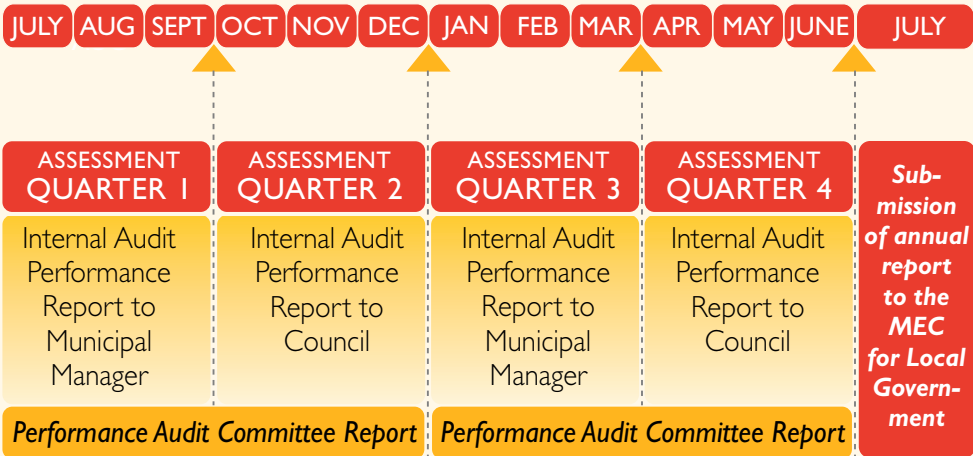 JULY AUG SEPT OCT NOV DEC JAN FEB MAR APR MAY JUNE JULY
ASSESSMENT
QUARTER 1
Internal Audit
Performance
Report to
Municipal
Manager
ASSESSMENT
QUARTER 2
Internal Audit
Performance
Report to
Council
Performance Audit Committee Report
ASSESSMENT
QUARTER 3
Internal Audit
Performance
Report to
Municipal
Manager
ASSESSMENT
QUARTER 4
Internal Audit
Performance
Report to
Council
Performance Audit Committee Report
Sub-
mission
of annual
report
to the
MEC
for Local
Govern-
ment